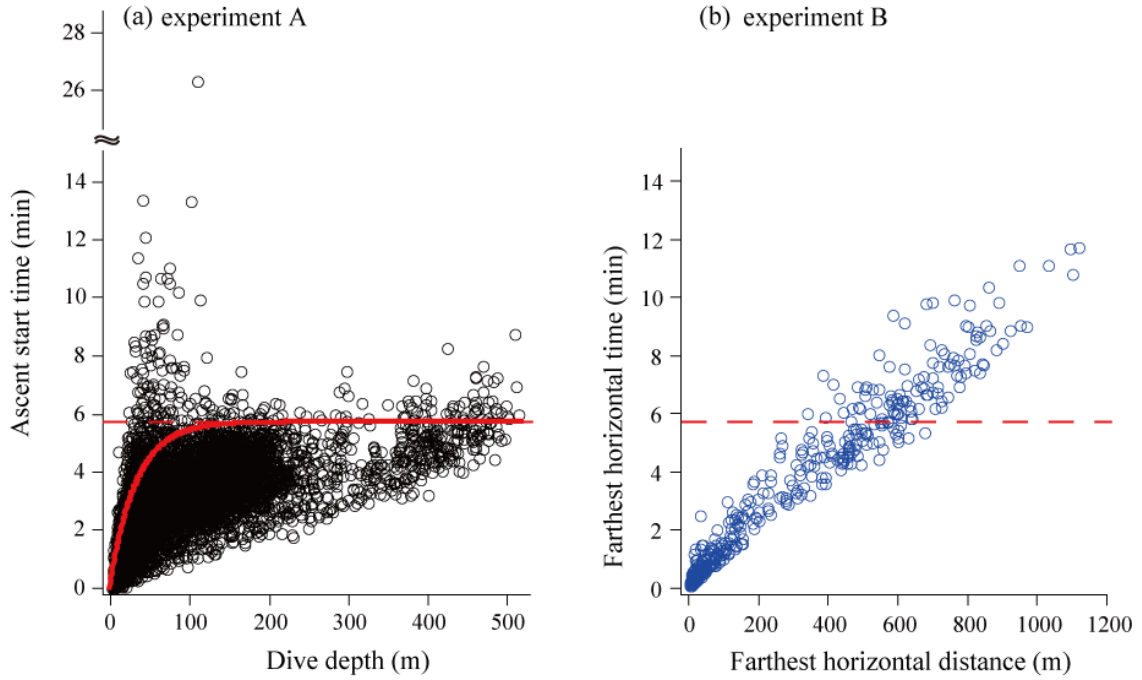 (a) experiment A
28
26
14
12
10
8
6
4
2
0
Ascent start time (min)
0 100 200 300 400 500
Dive depth (m)
(b) experiment B
14
12
10
8
6
4
2
0
Farthest horizontal time (min)
0 200 400 600 800 1000 1200
Farthest horizontal distance (m)